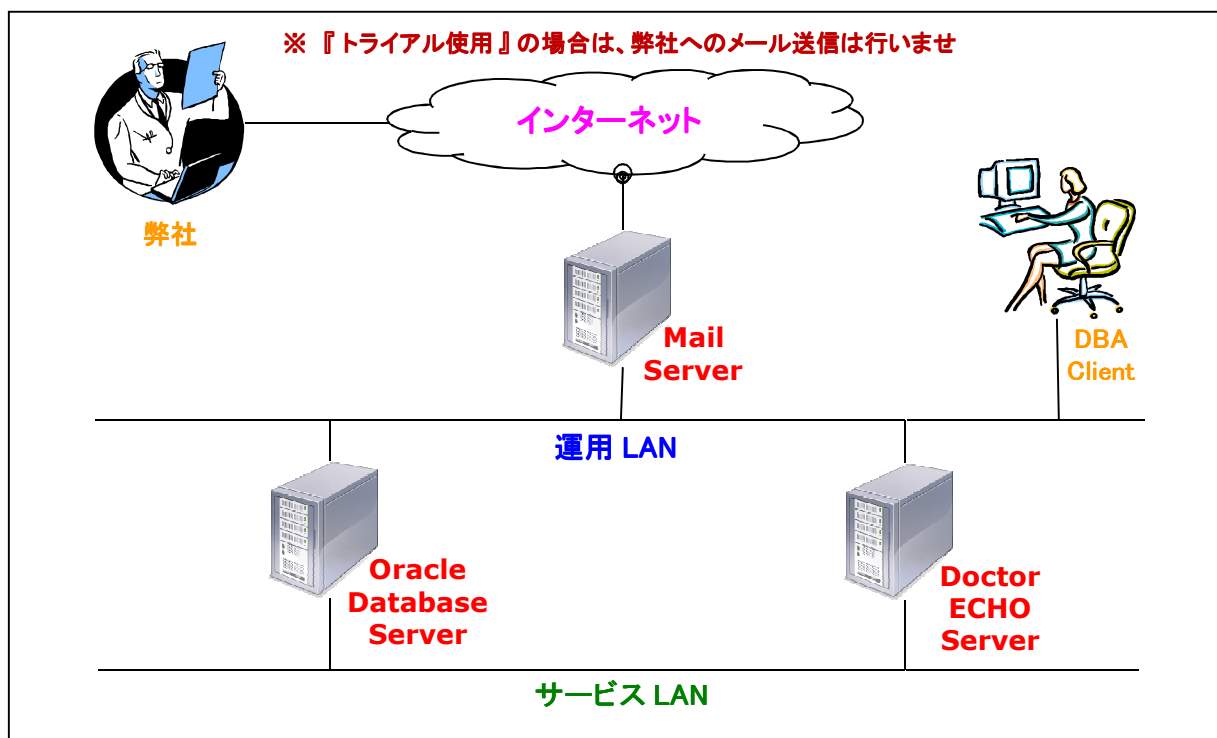 ※ 『 トライアル使用 』 の場合は、弊社へのメール送信は行いませ
インターネット
弊社
Mail
Server
DBA
Client
運用 LAN
Oracle
Database
Server
Doctor
ECHO
Server
サービス LAN